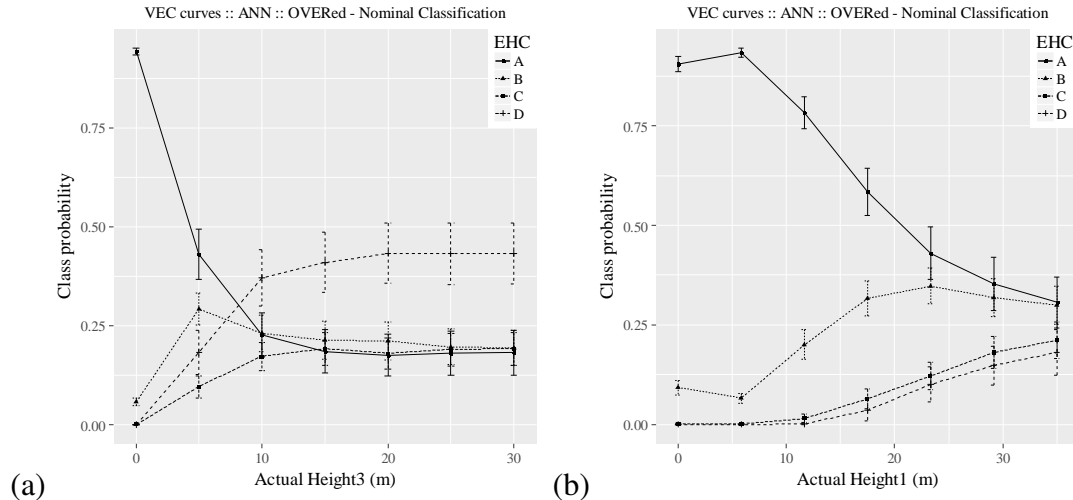 VEC curves :: ANN :: OVERed - Nominal Classification
EHC
A
B
C
D
0.75
0.50
0.25
0.00
Class probability
0
10
20
30
Actual Height3 (m)
(a)
VEC curves :: ANN :: OVERed - Nominal Classification
EHC
A
B
C
D
0.75
0.50
0.25
0.00
Class probability
0
10
20
30
Actual Height1 (m)
(b)